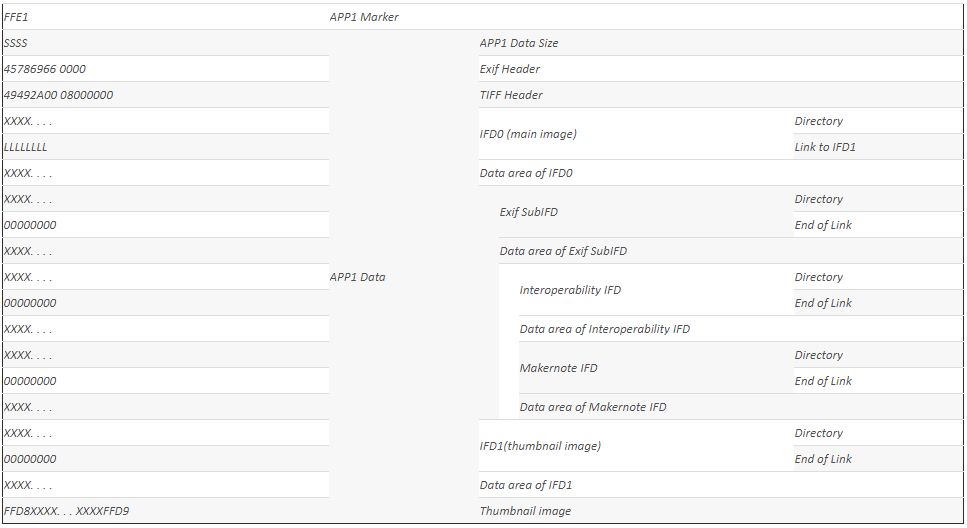 FFE1 APP1 Marker
SSSS APP1 Data Size
45786966 0000 Exif Header
49492A00 08000000 TIFF Header
XXXX. . . . Directory
IFD0 (main image)
LLLLLLLL Link to IFD1
XXXX. . . . Data area of IFD0
XXXX. . . . Directory
Exif SubIFD
00000000 End of Link
XXXX. . . . Data area of Exif SubIFD
XXXX. . . . APP1 Data Directory
Interoperability IFD
00000000 End of Link
XXXX. . . . Data area of Interoperability IFD
XXXX. . . . Directory
Makernote IFD
00000000 End of Link
XXXX. . . . Data area of Makernote IFD
XXXX. . . . Directory
IFD1(thumbnail image)
00000000 End of Link
XXXX. . . . Data area of IFD1
FFD8XXXX. . . XXXXFFD9 Thumbnail image